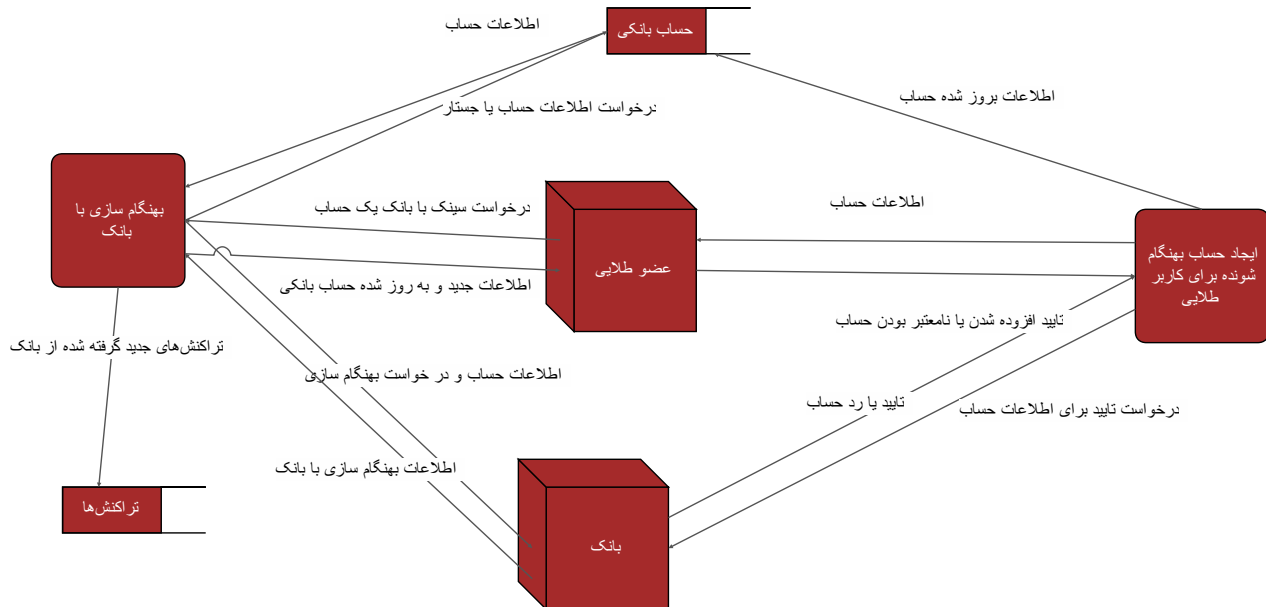 اطلاعات حساب
حساب بانکی
درخواست اطلاعات حساب یا جستار
اطلاعات بروز شده حساب
بهنگام سازی با
بانک
درخواست سینک با بانک یک حساب
عضو طلایی
اطلاعات جدید و به روز شده حساب بانکی
اطلاعات حساب
ایجاد حساب بهنگام
شونده برای کاربر
طلایی
تایید افزوده شدن یا نامعتبر بودن حساب
تراکنش‌های جدید گرفته شده از بانک
اطلاعات حساب و در خواست بهنگام سازی
تایید یا رد حساب
درخواست تایید برای اطلاعات حساب
اطلاعات بهنگام سازی با بانک
تراکنش‌ها
بانک